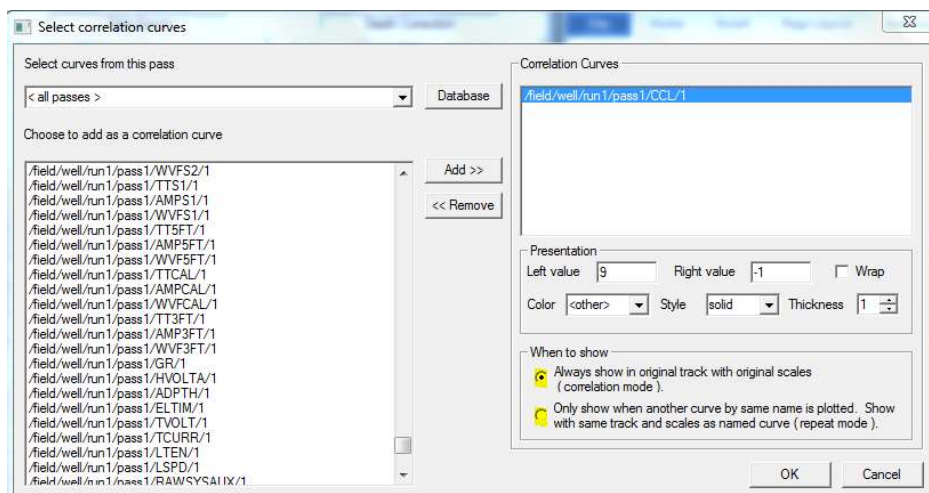 Select correlation curves
Select curves from this pass
< all passes >
Database
Choose to add as a correlation curve
/field/well/run1/pass1/WVFS2/1
/field/well/run1/pass1/TTS1/1
/field/well/run1/pass1/AMPS1/1
/field/well/run1/pass1/WVFS1/1
/field/well/run1/pass1/TT5FT/1
/field/well/run1/pass1/AMP5FT/1
/field/well/run1/pass1/WVF5FT/1
/field/well/run1/pass1/TTCAL/1
/field/well/run1/pass1/AMPCAL/1
/field/well/run1/pass1/WVFCAL/1
/field/well/run1/pass1/TT3FT/1
/field/well/run1/pass1/AMP3FT/1
/field/well/run1/pass1/WVF3FT/1
/field/well/run1/pass1/GR/1
/field/well/run1/pass1/HVOLTA/1
/field/well/run1/pass1/ADPTH/1
/field/well/run1/pass1/ELTIM/1
/field/well/run1/pass1/TVOLT/1
/field/well/run1/pass1/TCURR/1
/field/well/run1/pass1/LTEN/1
/field/well/run1/pass1/LSPD/1
/field/well/run1/pass1/RAWSYSAUX/1
Add >>
<< Remove
Correlation Curves
/field/well/run1/pass1/CCL/1
Presentation
Left value 9 Right value -1 Wrap
Color <other> Style solid Thickness 1
When to show
Always show in original track with original scales
( correlation mode ).
Only show when another curve by same name is plotted. Show
with same track and scales as named curve ( repeat mode ).
OK Cancel